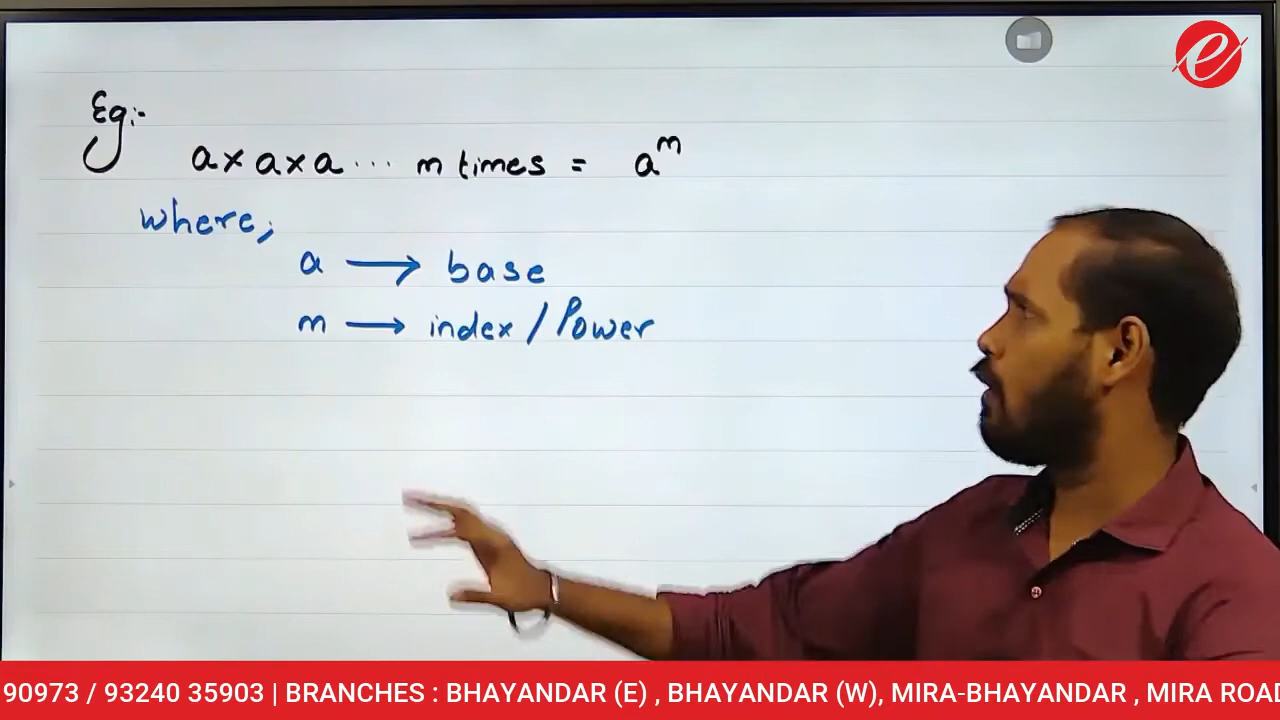 Eg:-
a × a × a ... m times = a^m
where,
a → base
m → index / Power
e
90973 / 93240 35903 | BRANCHES : BHAYANDAR (E) , BHAYANDAR (W), MIRA-BHAYANDAR , MIRA ROAD